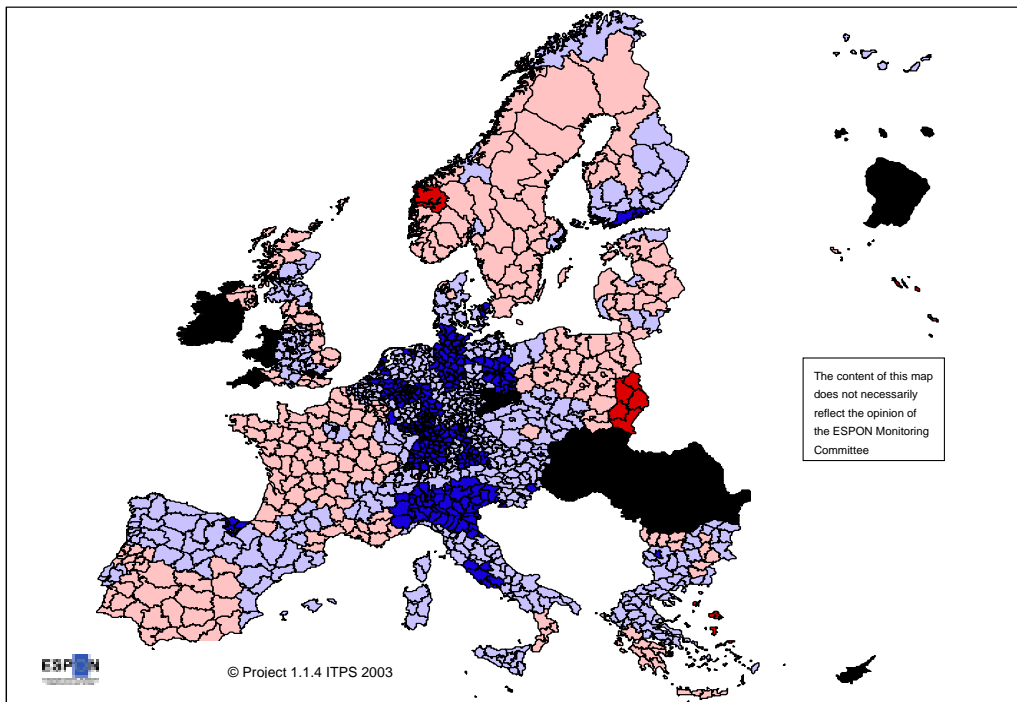 The content of this map
does not necessarily
reflect the opinion of
the ESPON Monitoring
Committee
ESPON
© Project 1.1.4 ITPS 2003